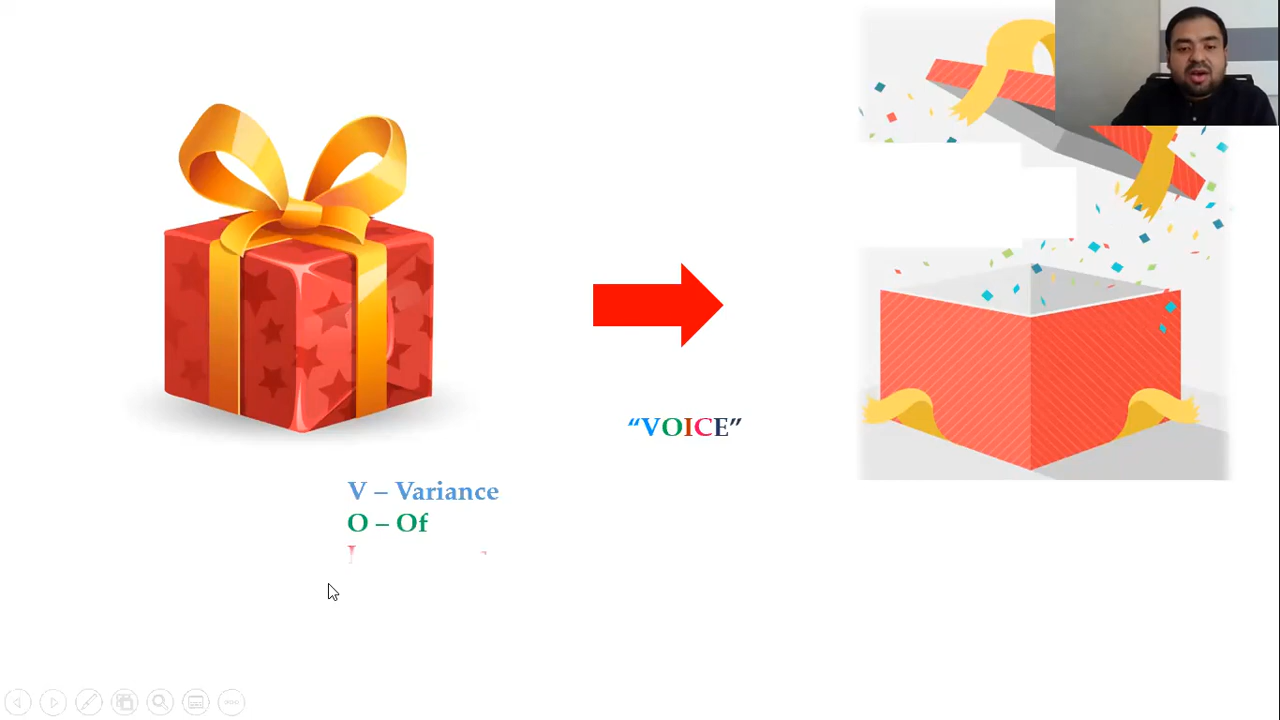 “VOICE”
V – Variance
O – Of
I